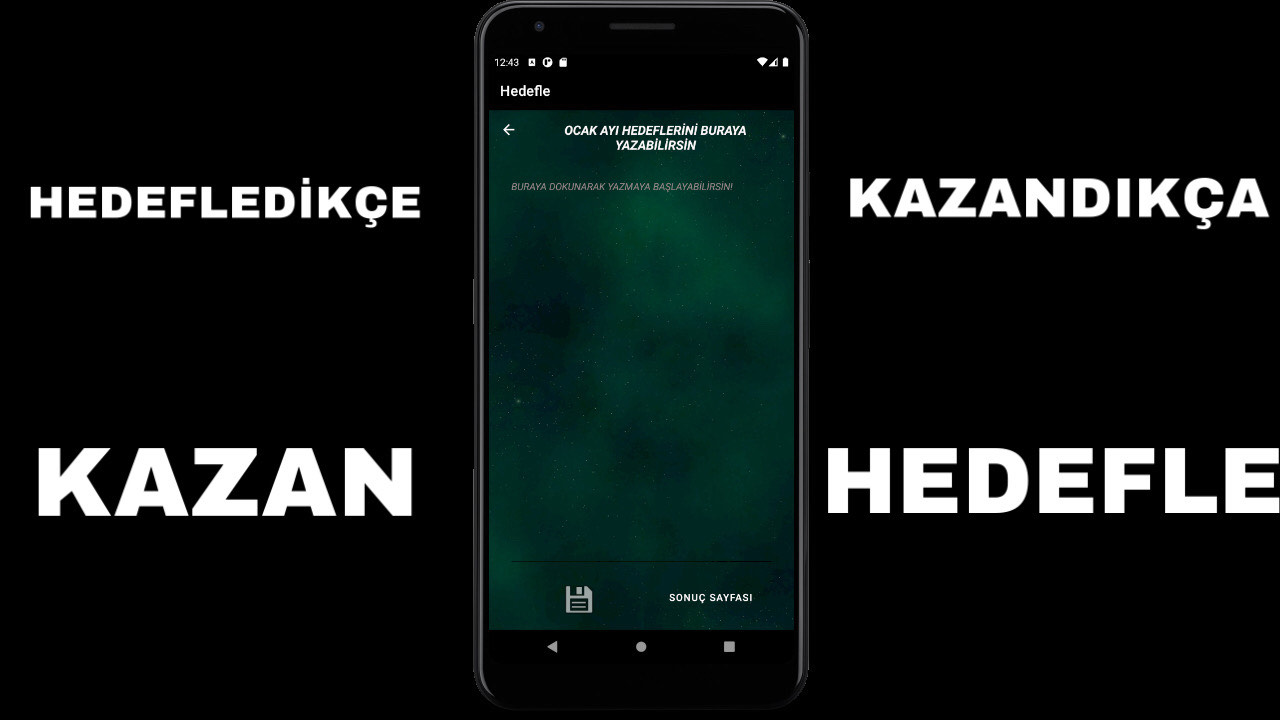 12:43
Hedefle
OCAK AYI HEDEFLERİNİ BURAYA
YAZABİLİRSİN
BURAYA DOKUNARAK YAZMAYA BAŞLAYABİLİRSİN!
HEDEFLEDİKÇE
KAZANDIKÇA
KAZAN
HEDEFLE
SONUÇ SAYFASI